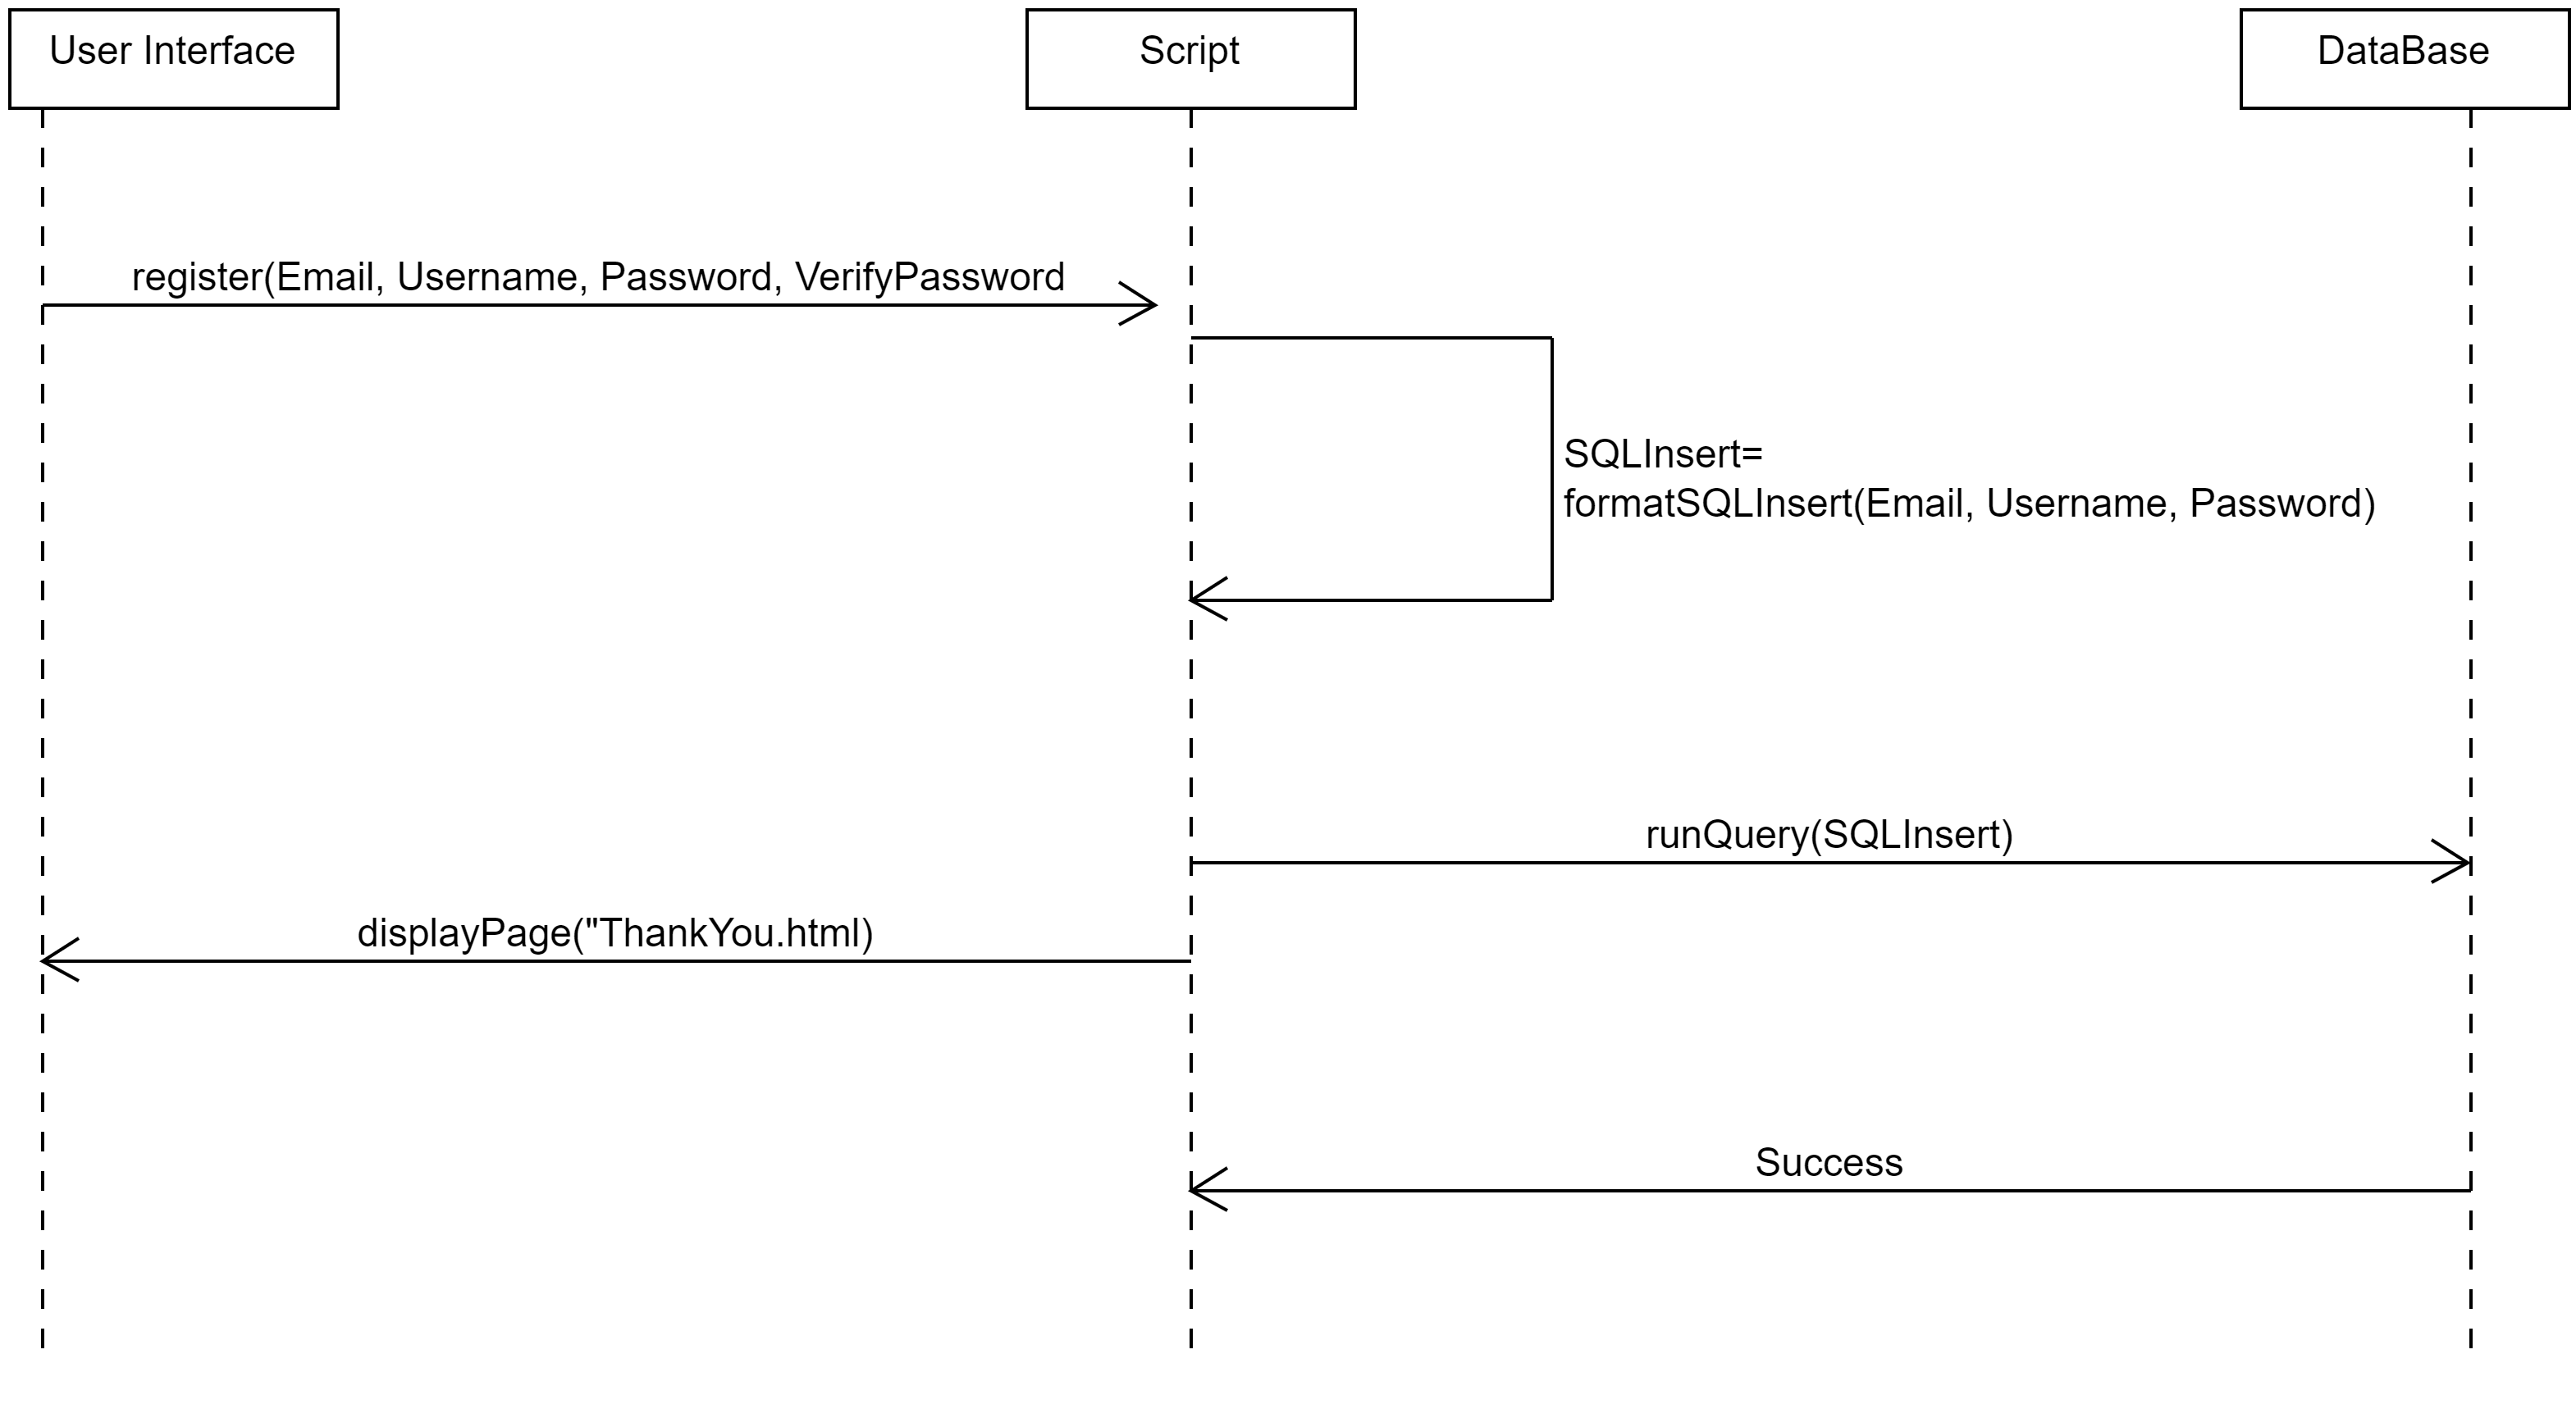 User Interface
Script
DataBase
register(Email, Username, Password, VerifyPassword
SQLInsert=
formatSQLInsert(Email, Username, Password)
runQuery(SQLInsert)
displayPage("ThankYou.html)
Success